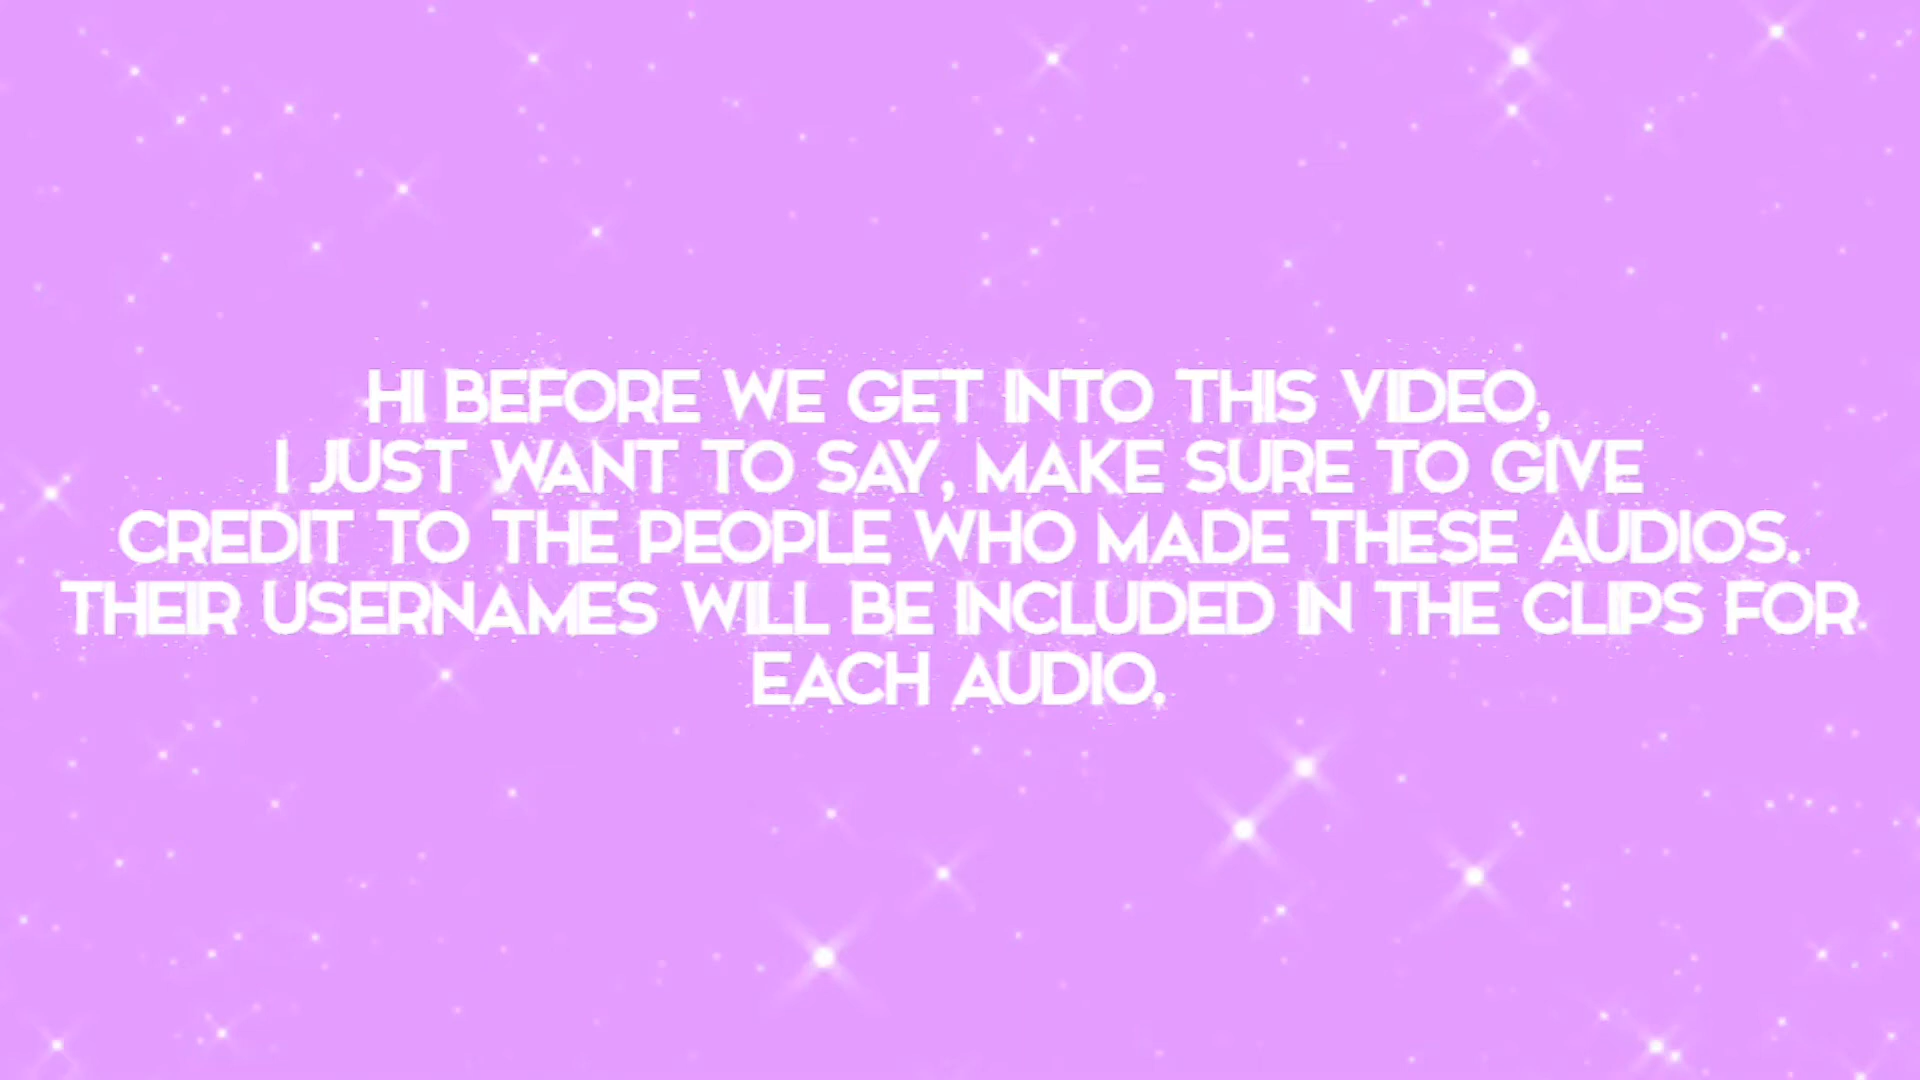 HI BEFORE WE GET INTO THIS VIDEO,
I JUST WANT TO SAY, MAKE SURE TO GIVE
CREDIT TO THE PEOPLE WHO MADE THESE AUDIOS.
THEIR USERNAMES WILL BE INCLUDED IN THE CLIPS FOR
EACH AUDIO.